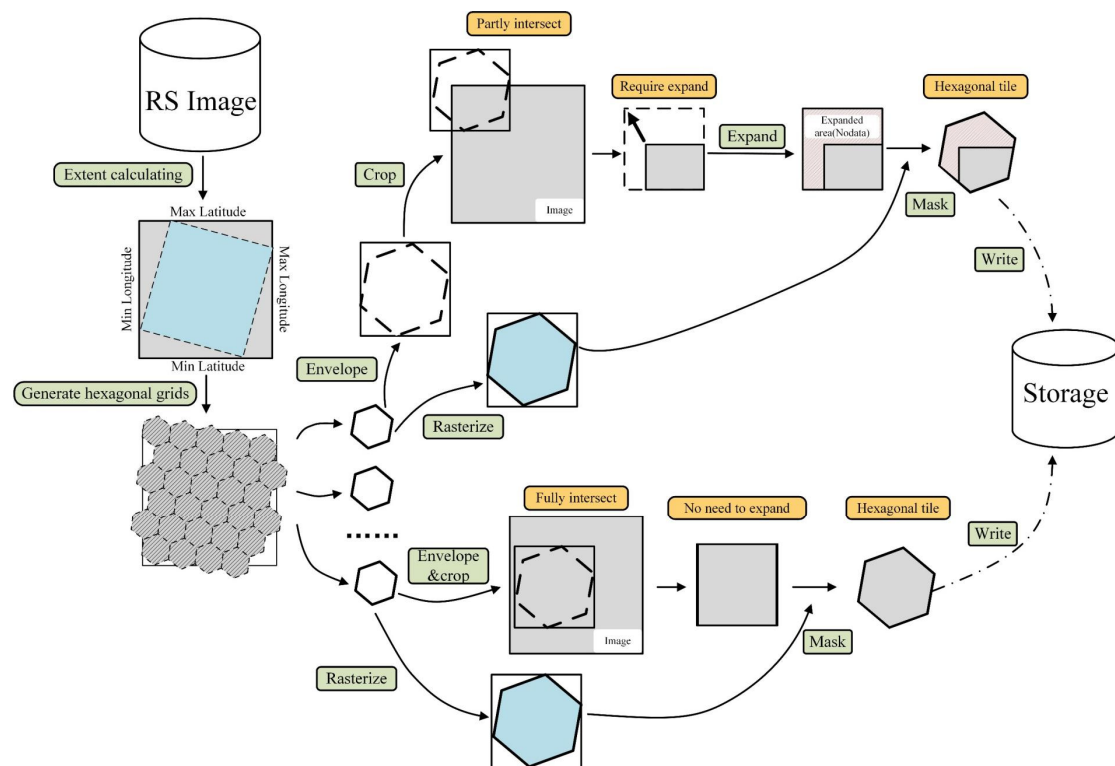 RS Image
Extent calculating
Max Latitude
Min Longitude
Max Longitude
Min Latitude
Generate hexagonal grids
Partly intersect
Image
Crop
Envelope
Rasterize
Require expand
Expand
Expanded
area(Nodata)
Hexagonal tile
Mask
Write
Storage
Envelope
&crop
Fully intersect
Image
No need to expand
Hexagonal tile
Write
Mask
Rasterize